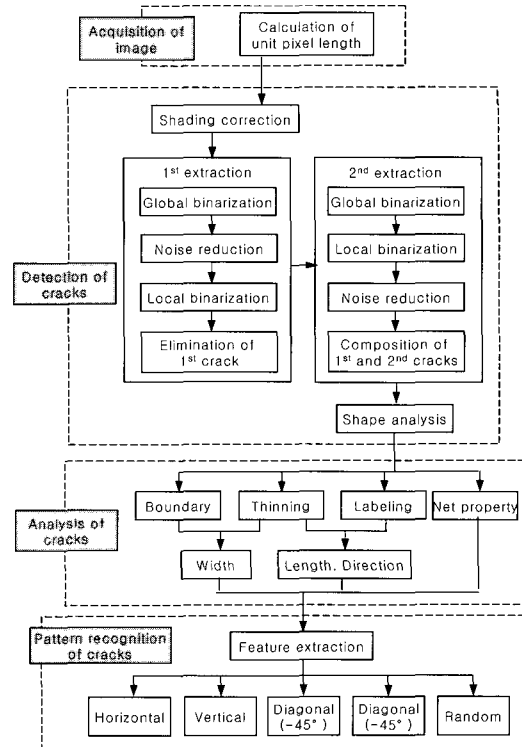 Acquisition of
image
Calculation of
unit pixel length
Shading correction
1st extraction
Global binarization
Noise reduction
Local binarization
Elimination of
1st crack
2nd extraction
Global binarization
Local binarization
Noise reduction
Composition of
1st and 2nd cracks
Detection of
cracks
Shape analysis
Boundary
Thinning
Labeling
Net property
Analysis of
cracks
Width
Length. Direction
Pattern recognition
of cracks
Feature extraction
Horizontal
Vertical
Diagonal
(-45°)
Diagonal
(-45°)
Random